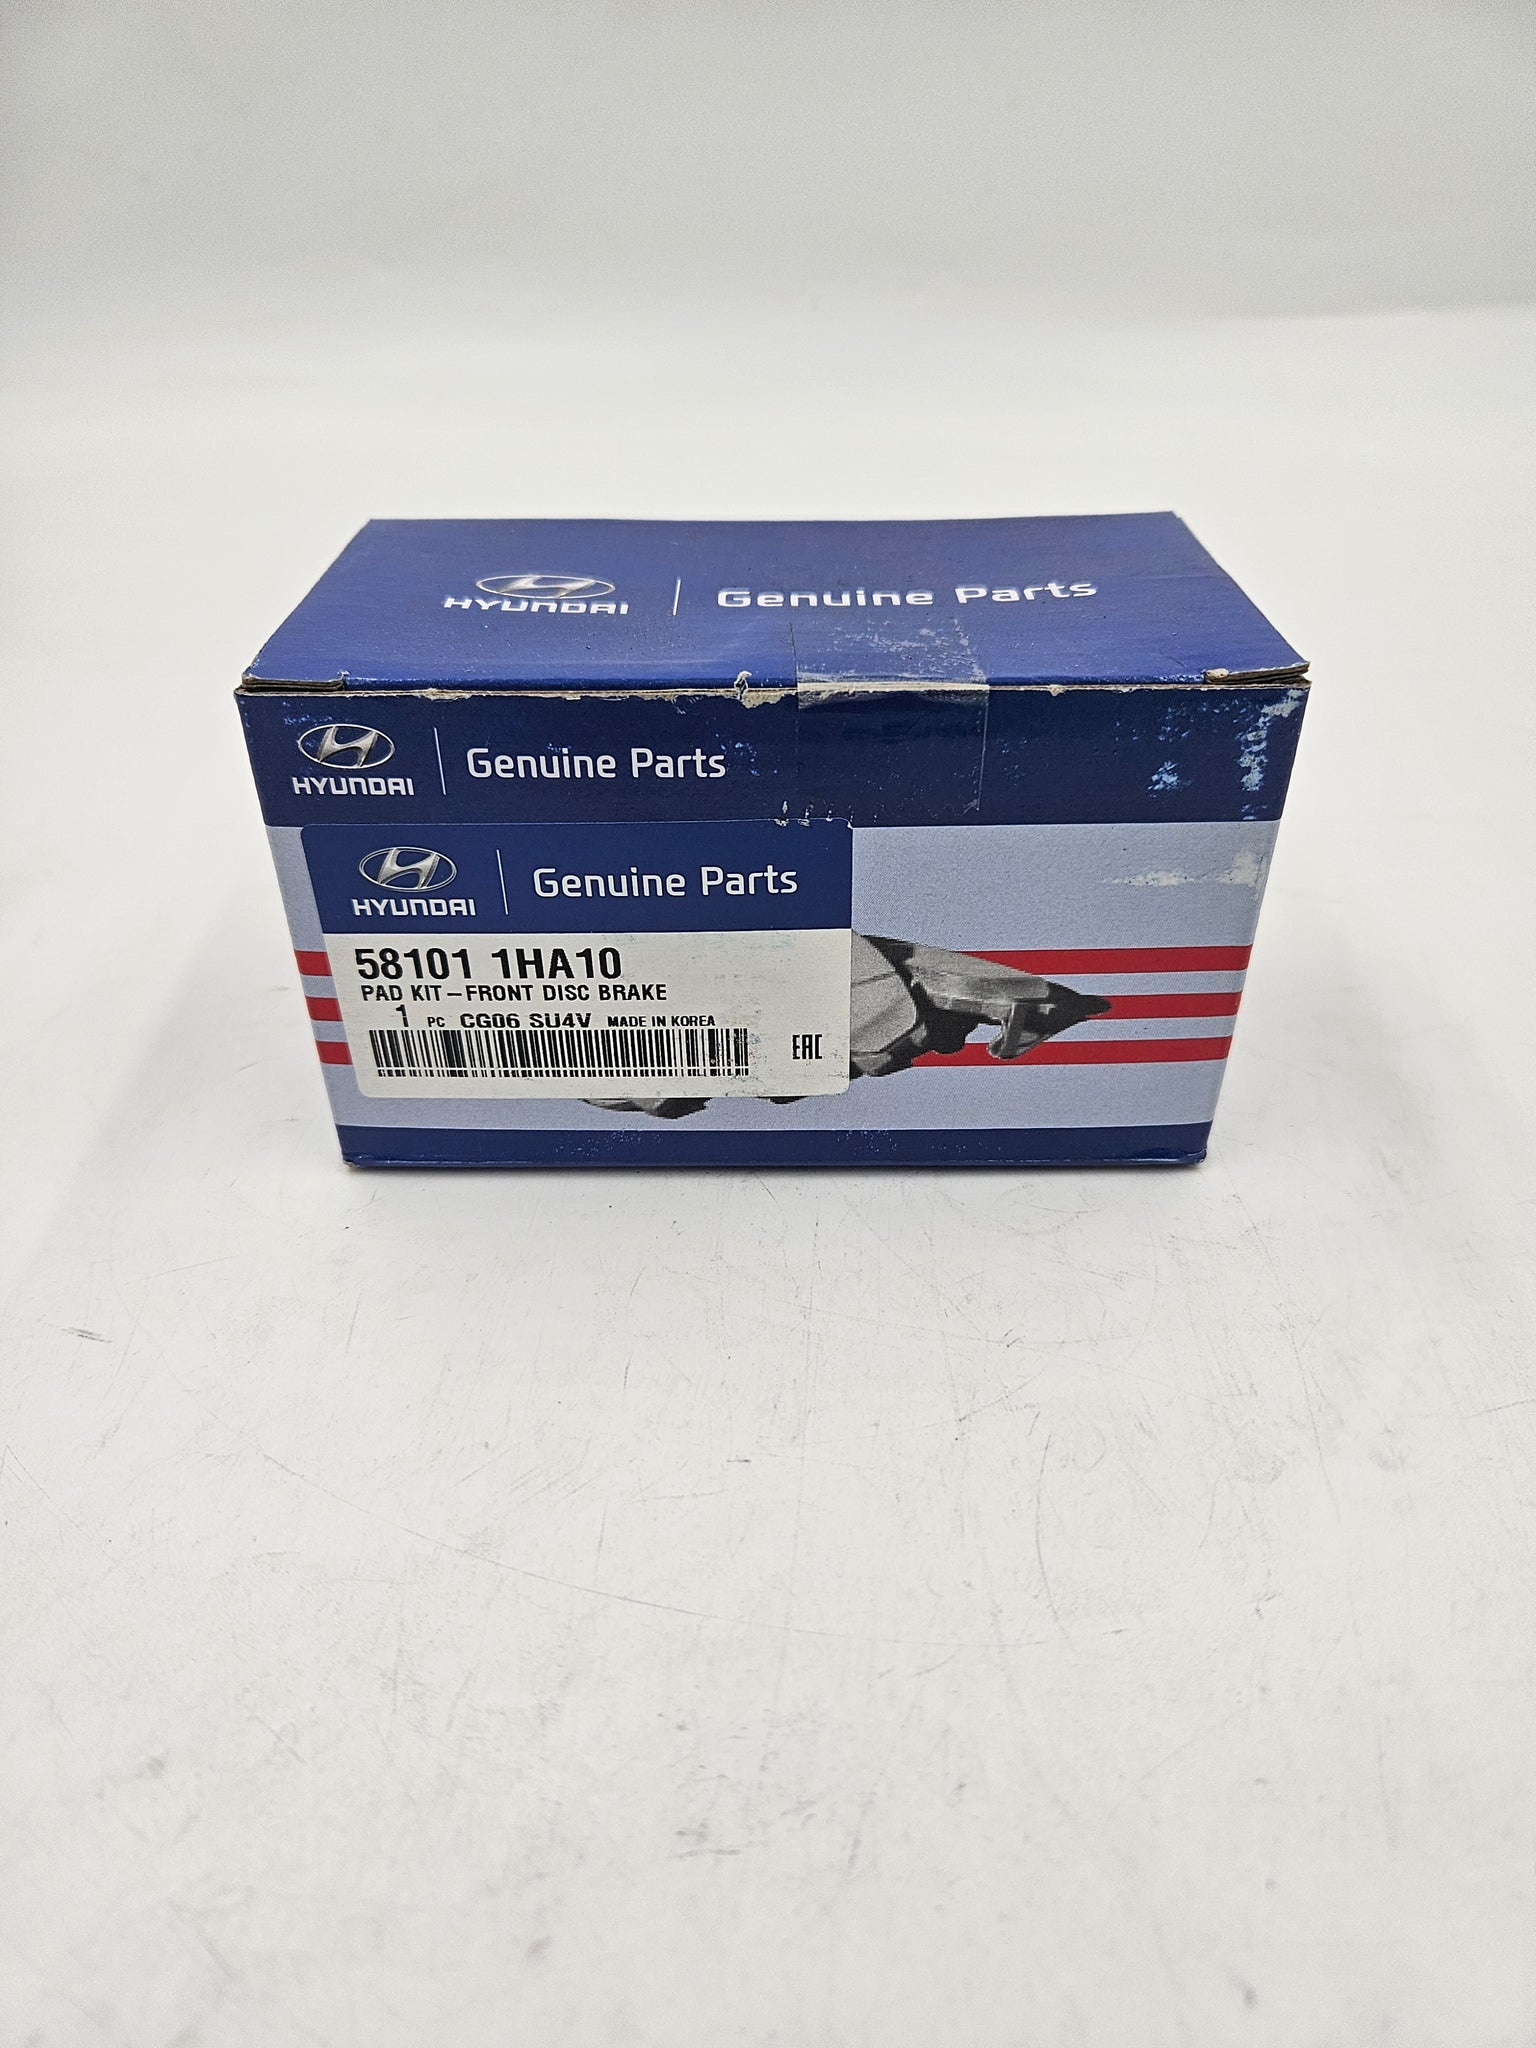 HYUNDAI Genuine Parts
HYUNDAI Genuine Parts
HYUNDAI Genuine Parts
58101 1HA10
PAD KIT-FRONT DISC BRAKE
1 PC CG06 SU4V MADE IN KOREA
EAC